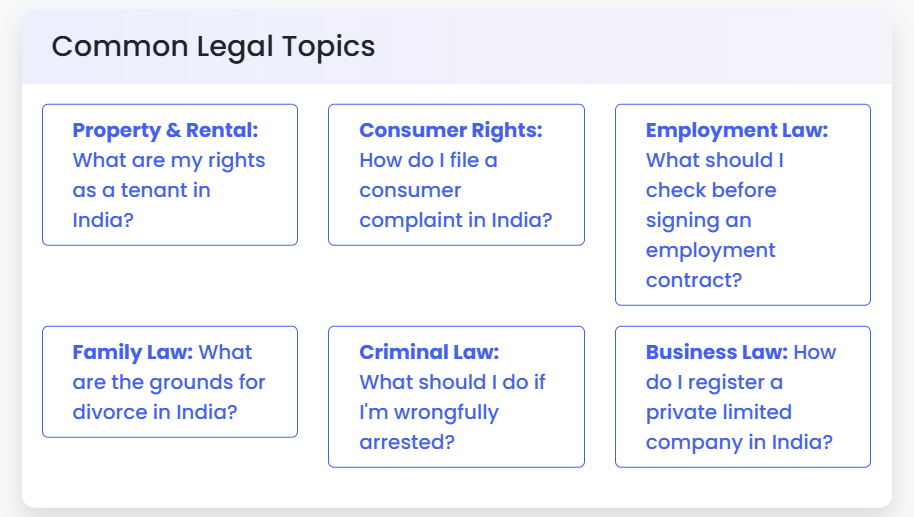 Common Legal Topics
Property & Rental:
What are my rights
as a tenant in
India?
Consumer Rights:
How do I file a
consumer
complaint in India?
Employment Law:
What should I
check before
signing an
employment
contract?
Family Law: What
are the grounds for
divorce in India?
Criminal Law:
What should I do if
I'm wrongfully
arrested?
Business Law: How
do I register a
private limited
company in India?